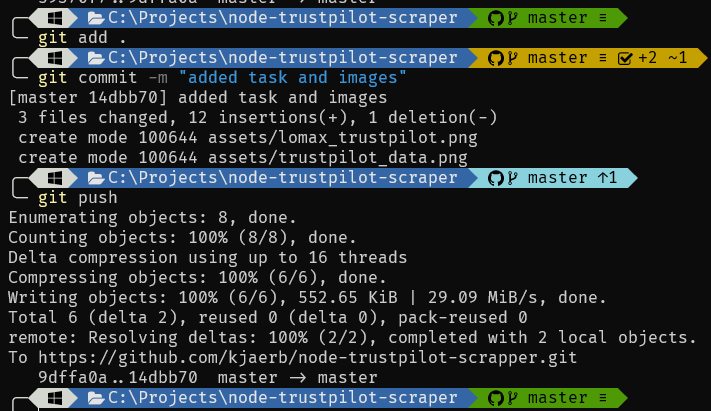 C:\Projects\node-trustpilot-scraper master ≡
git add .
C:\Projects\node-trustpilot-scraper master ≡ +2 ~1
git commit -m "added task and images"
[master 14dbb70] added task and images
3 files changed, 12 insertions(+), 1 deletion(-)
create mode 100644 assets/lomax_trustpilot.png
create mode 100644 assets/trustpilot_data.png
C:\Projects\node-trustpilot-scraper master ↑1
git push
Enumerating objects: 8, done.
Counting objects: 100% (8/8), done.
Delta compression using up to 16 threads
Compressing objects: 100% (6/6), done.
Writing objects: 100% (6/6), 552.65 KiB | 29.09 MiB/s, done.
Total 6 (delta 2), reused 0 (delta 0), pack-reused 0
remote: Resolving deltas: 100% (2/2), completed with 2 local objects.
To https://github.com/kjaerb/node-trustpilot-scrapper.git
9dffa0a..14dbb70 master -> master
C:\Projects\node-trustpilot-scraper master ≡